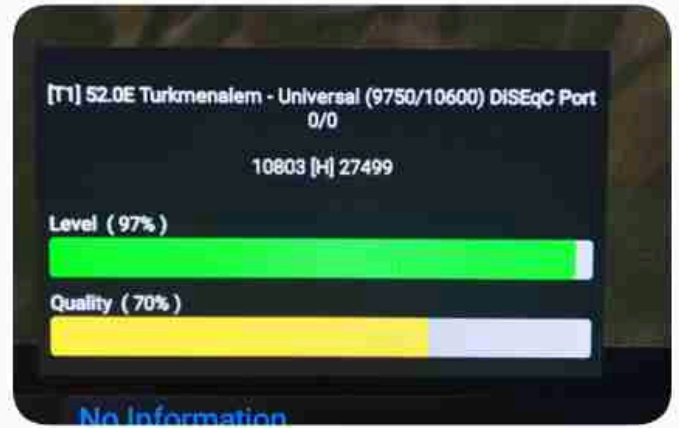 [T1] 52.0E Turkmenalem - Universal (9750/10600) DiSEqC Port
0/0
10803 [H] 27499
Level ( 97% )
Quality ( 70% )
No Information